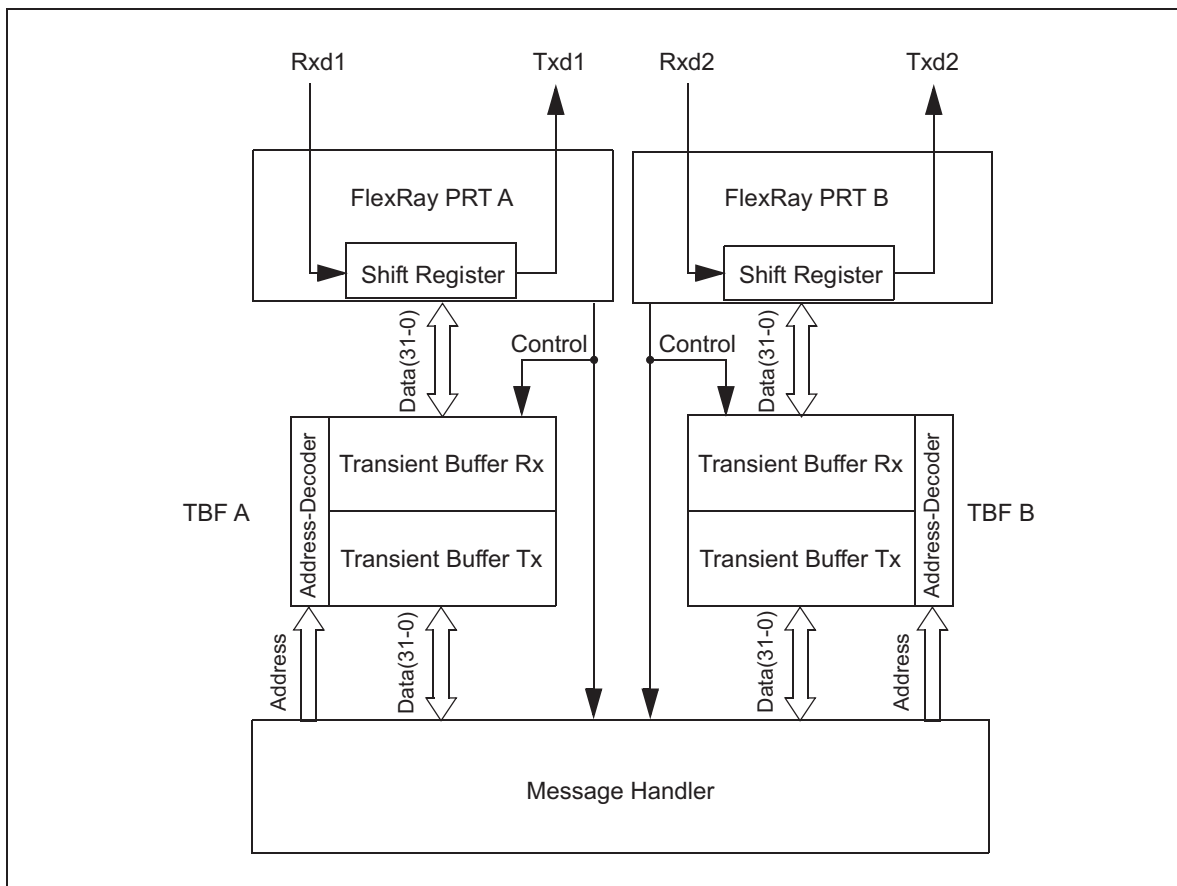 Rxd1
Txd1
Rxd2
Txd2
FlexRay PRT A
FlexRay PRT B
Shift Register
Shift Register
Data(31-0)
Control
Control
Data(31-0)
TBF A
Address-Decoder
Transient Buffer Rx
Transient Buffer Tx
Transient Buffer Rx
Transient Buffer Tx
Address-Decoder
TBF B
Address
Data(31-0)
Data(31-0)
Address
Message Handler